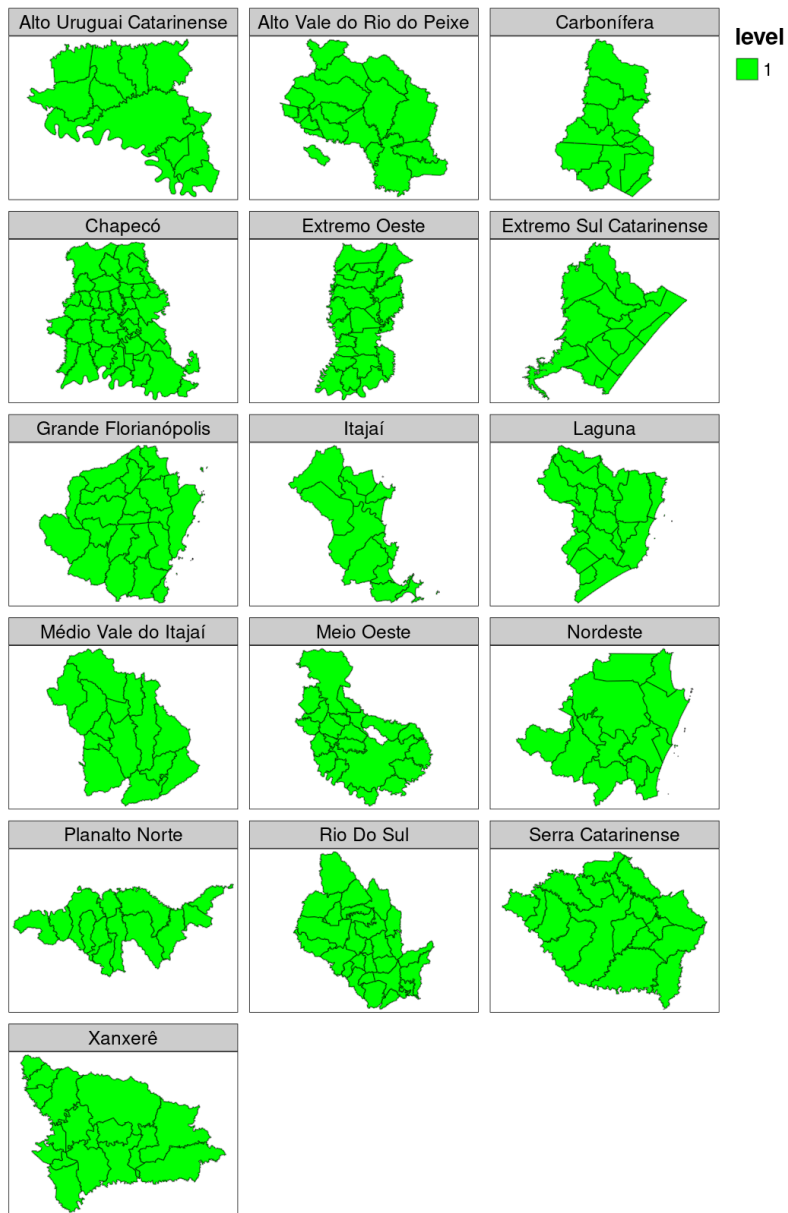 Alto Uruguai Catarinense
Alto Vale do Rio do Peixe
Carbonífera
level
1
Chapecó
Extremo Oeste
Extremo Sul Catarinense
Grande Florianópolis
Itajaí
Laguna
Médio Vale do Itajaí
Meio Oeste
Nordeste
Planalto Norte
Rio Do Sul
Serra Catarinense
Xanxerê